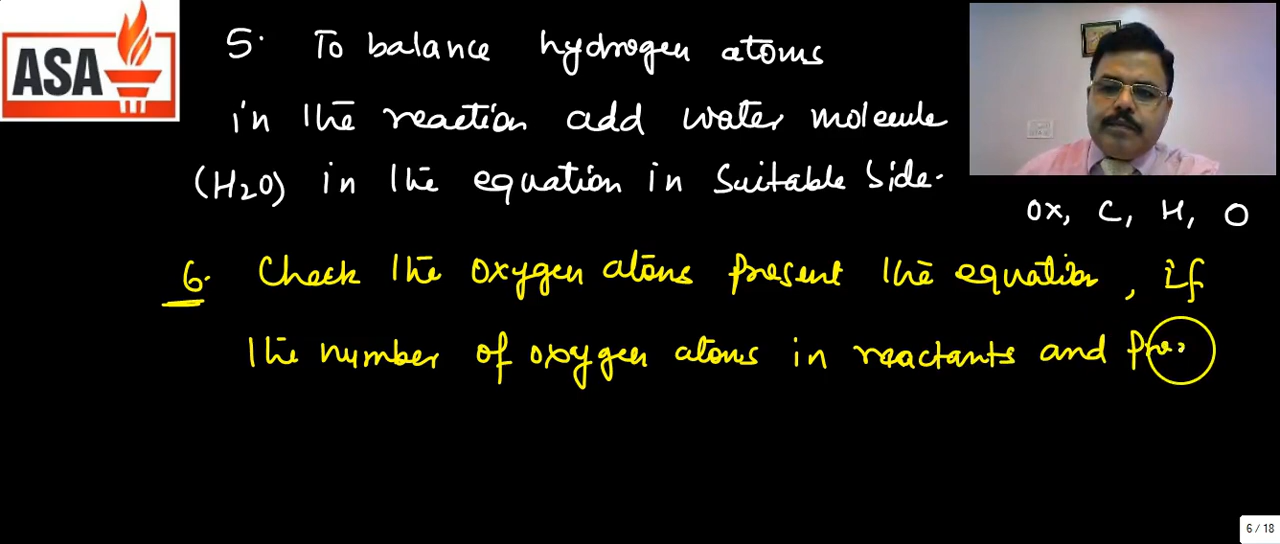 ASA
5. To balance hydrogen atoms
in the reaction add water molecule
(H2O) in the equation in suitable side.
Ox, C, H, O
6. Check the oxygen atoms present the equation, if
the number of oxygen atoms in reactants and
6 / 18